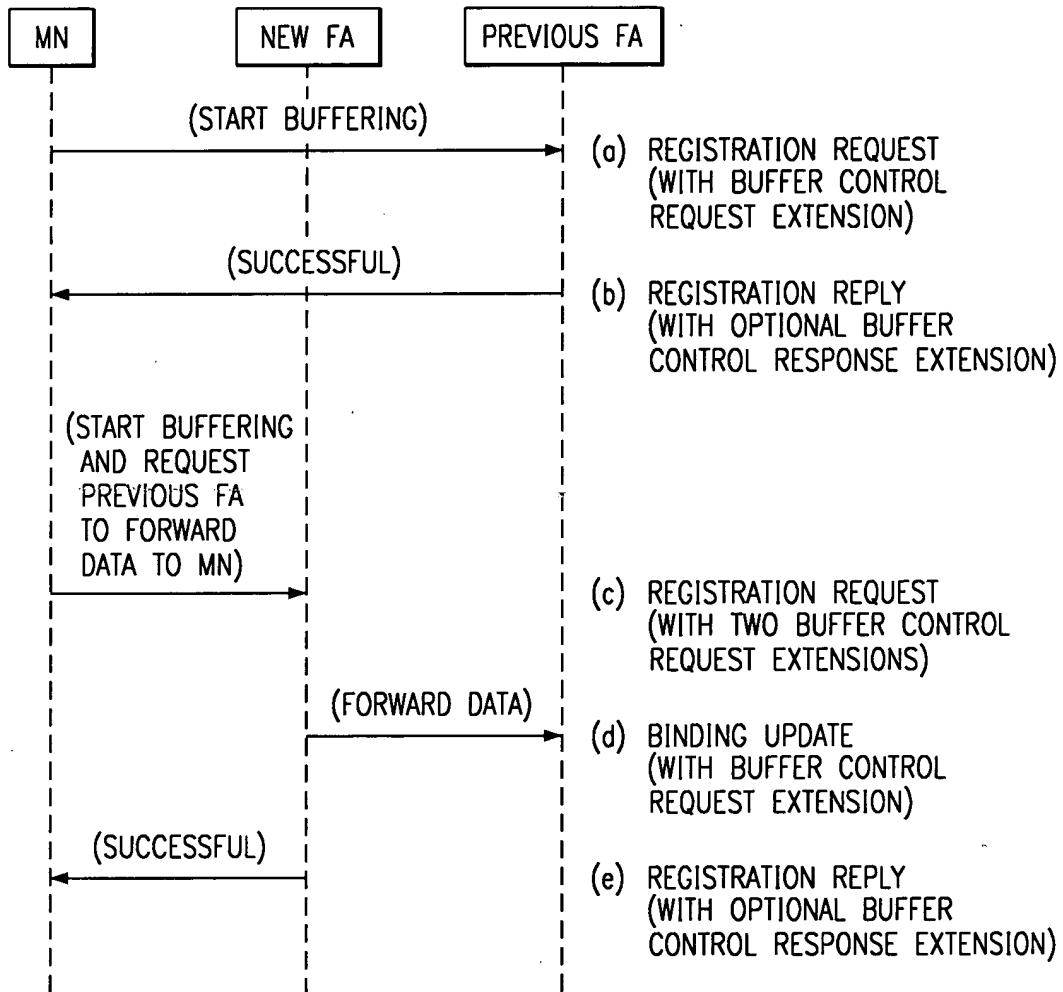 MN
NEW FA
PREVIOUS FA
(START BUFFERING)
(a) REGISTRATION REQUEST
(WITH BUFFER CONTROL
REQUEST EXTENSION)
(SUCCESSFUL)
(b) REGISTRATION REPLY
(WITH OPTIONAL BUFFER
CONTROL RESPONSE EXTENSION)
(START BUFFERING
AND REQUEST
PREVIOUS FA
TO FORWARD
DATA TO MN)
(c) REGISTRATION REQUEST
(WITH TWO BUFFER CONTROL
REQUEST EXTENSIONS)
(FORWARD DATA)
(d) BINDING UPDATE
(WITH BUFFER CONTROL
REQUEST EXTENSION)
(SUCCESSFUL)
(e) REGISTRATION REPLY
(WITH OPTIONAL BUFFER
CONTROL RESPONSE EXTENSION)